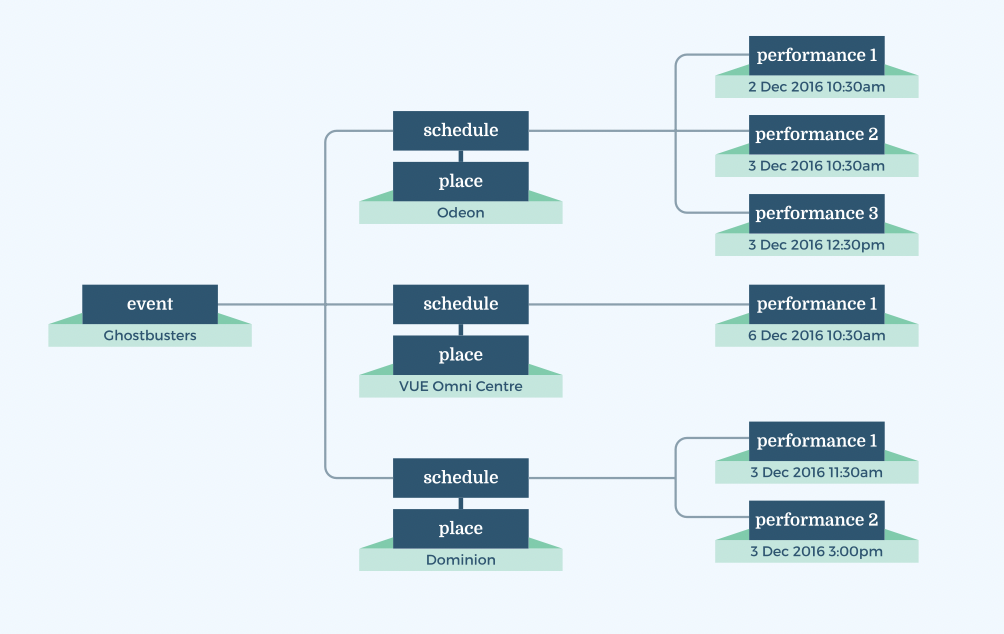 event
Ghostbusters
schedule
place
Odeon
performance 1
2 Dec 2016 10:30am
performance 2
3 Dec 2016 10:30am
performance 3
3 Dec 2016 12:30pm
schedule
place
VUE Omni Centre
performance 1
6 Dec 2016 10:30am
schedule
place
Dominion
performance 1
3 Dec 2016 11:30am
performance 2
3 Dec 2016 3:00pm